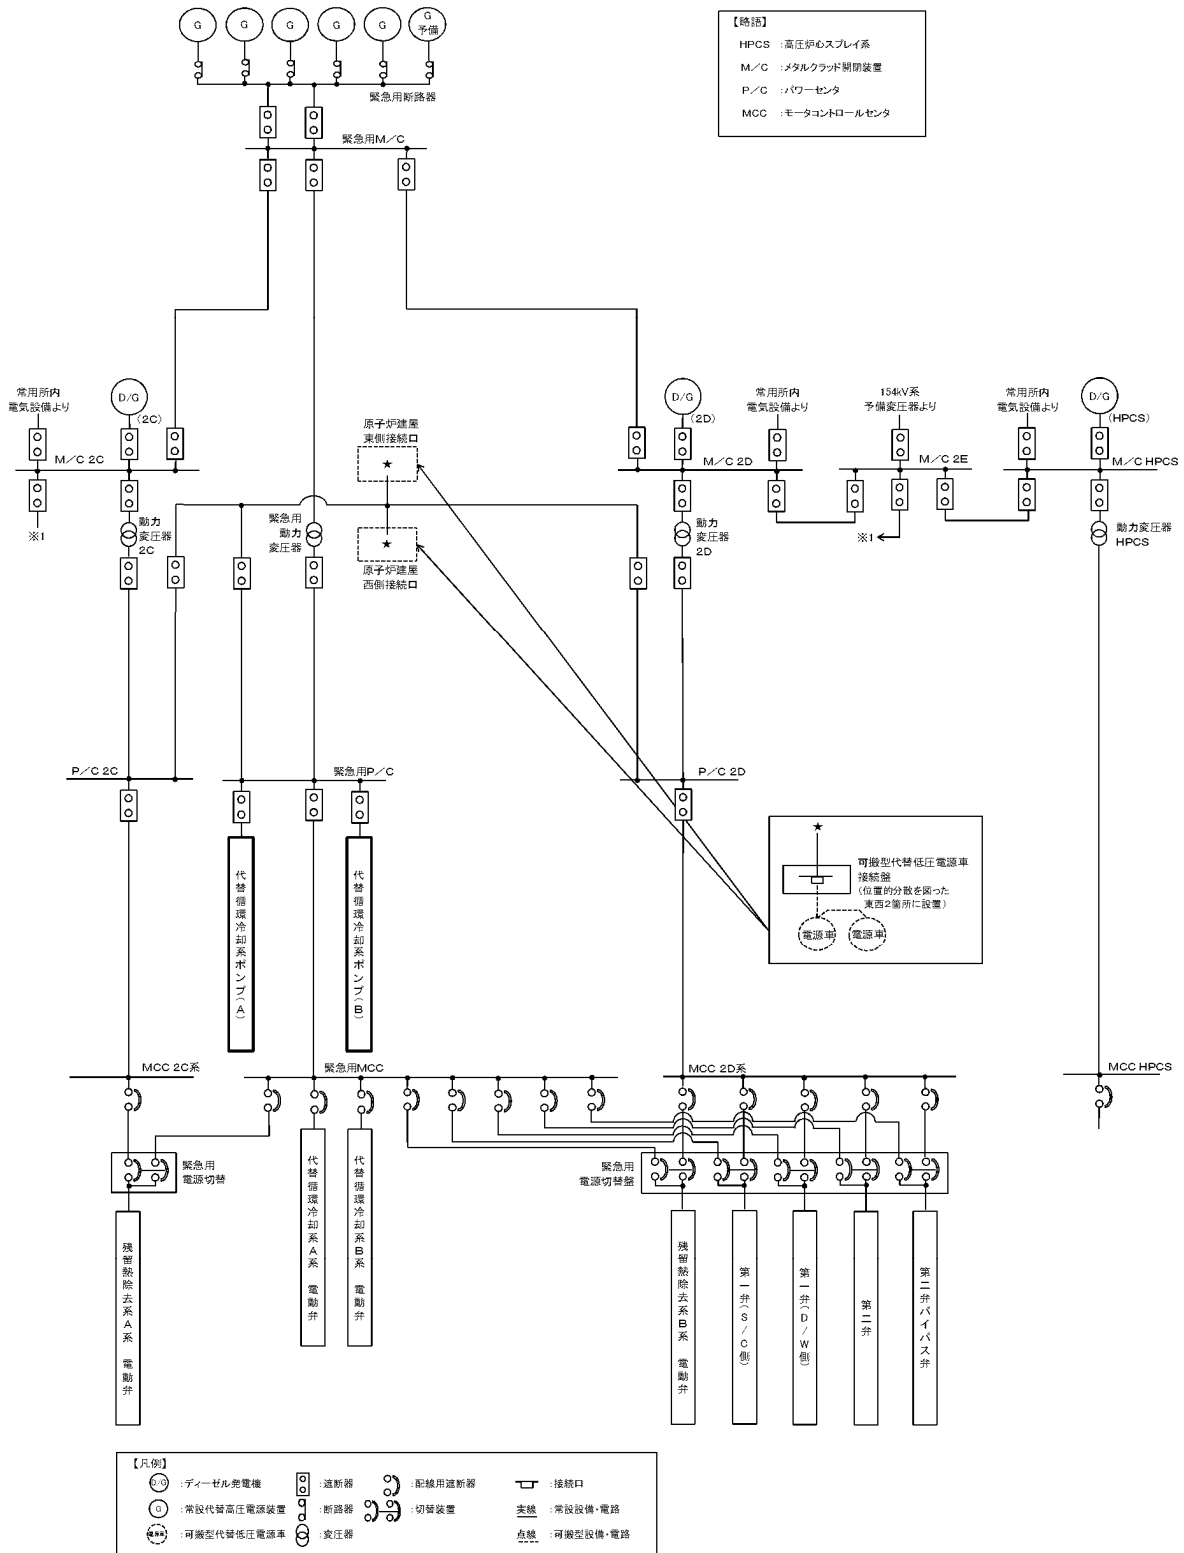 G
G
G
G
G
G
予備
緊急用断路器
【略語】
HPCS ：高圧炉心スプレイ系
M／C ：メタルクラッド開閉装置
P／C ：パワーセンタ
MCC ：モータコントロールセンタ
緊急用M／C
常用所内
電気設備より
D/G
(2C)
M／C 2C
※1
動力
変圧器
2C
緊急用
動力
変圧器
原子炉建屋
東側接続口
★
★
原子炉建屋
西側接続口
D/G
(2D)
M／C 2D
動力
変圧器
2D
常用所内
電気設備より
154kV系
予備変圧器より
M／C 2E
※1
常用所内
電気設備より
D/G
(HPCS)
M／C HPCS
動力変圧器
HPCS
P／C 2C
緊急用P／C
P／C 2D
代替循環冷却系ポンプ(A)
代替循環冷却系ポンプ(B)
★
可搬型代替低圧電源車
接続盤
(位置的分散を図った
東西2箇所に設置)
電源車
電源車
MCC 2C系
緊急用MCC
MCC 2D系
MCC HPCS
緊急用
電源切替
緊急用
電源切替盤
残留熱除去系A系 電動弁
代替循環冷却系A系 電動弁
代替循環冷却系B系 電動弁
残留熱除去系B系 電動弁
第一弁(S/C側)
第一弁(D/W側)
第二弁
第二弁バイパス弁
【凡例】
D/G ：ディーゼル発電機
：遮断器
：配線用遮断器
：接続口
G ：常設代替高圧電源装置
：断路器
：切替装置
実線 ：常設設備・電路
電源車 ：可搬型代替低圧電源車
：変圧器
点線 ：可搬型設備・電路